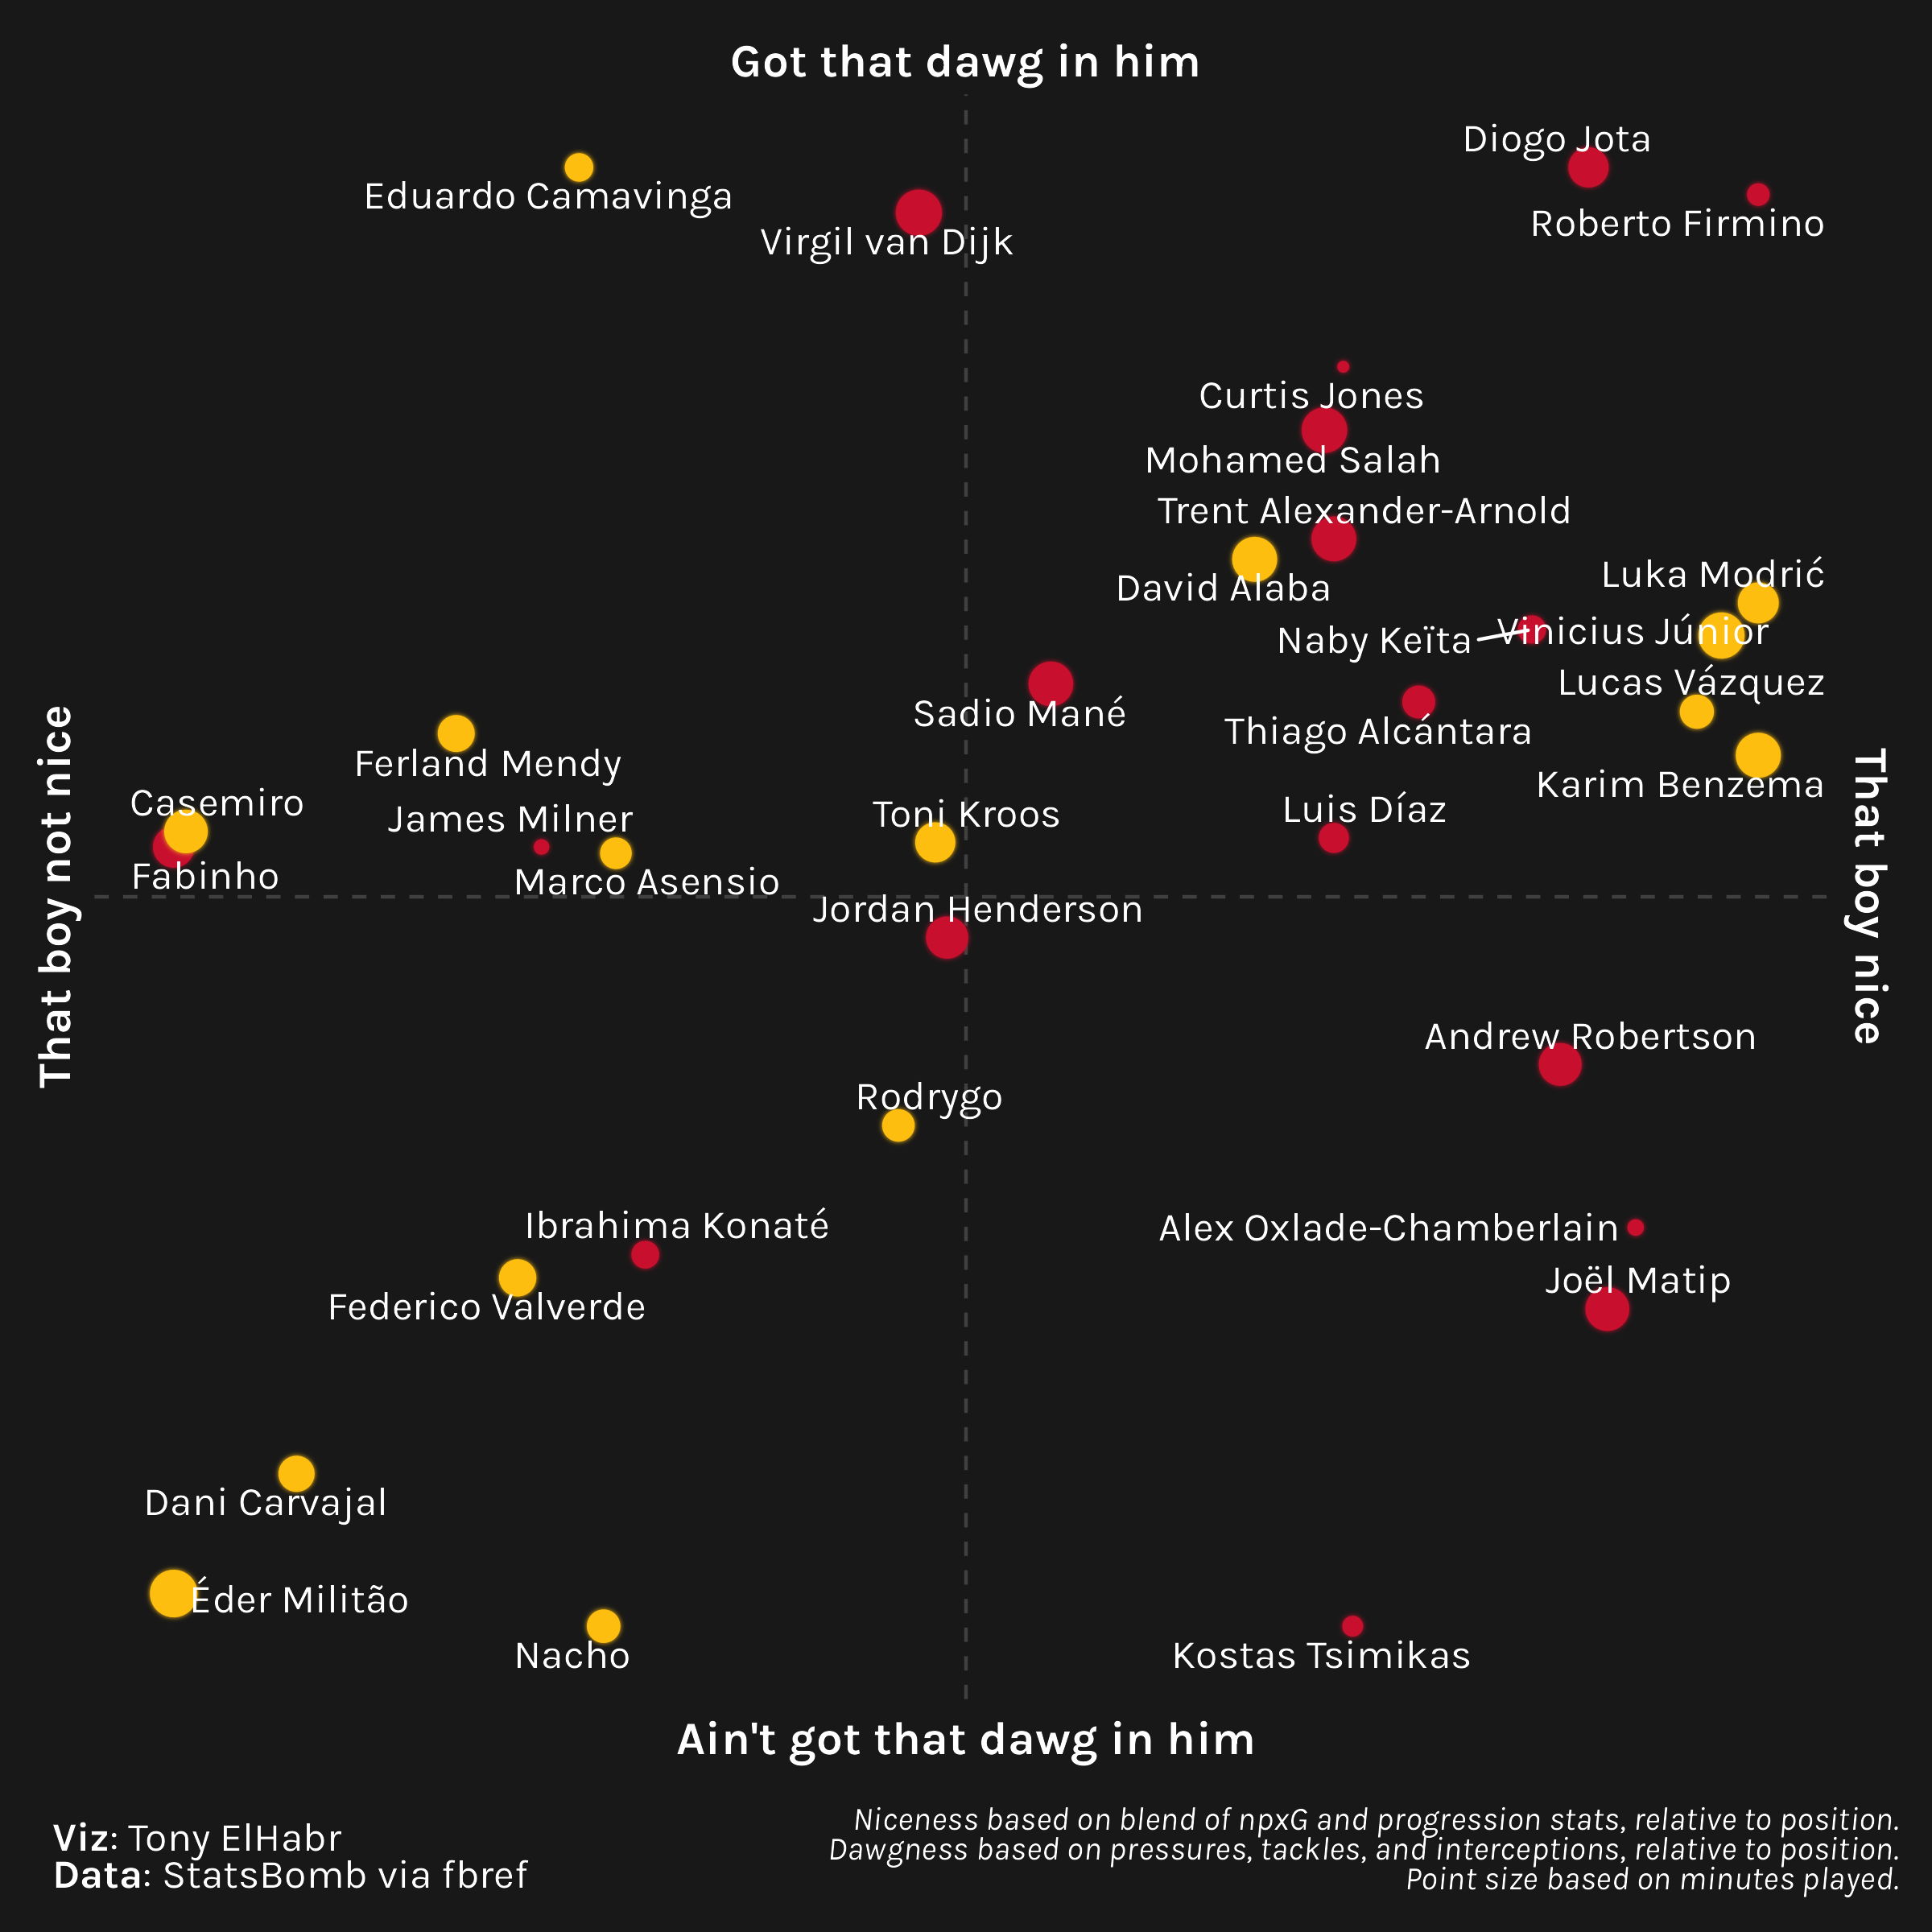 Got that dawg in him
Diogo Jota
Eduardo Camavinga
Roberto Firmino
Virgil van Dijk
Curtis Jones
Mohamed Salah
Trent Alexander-Arnold
Luka Modrić
David Alaba
Vinicius Júnior
Naby Keïta
Lucas Vázquez
Sadio Mané
Thiago Alcántara
Ferland Mendy
Karim Benzema
Casemiro
Luis Díaz
Toni Kroos
James Milner
Fabinho
Marco Asensio
That boy not nice
That boy nice
Jordan Henderson
Andrew Robertson
Rodrygo
Ibrahima Konaté
Alex Oxlade-Chamberlain
Joël Matip
Federico Valverde
Dani Carvajal
Éder Militão
Nacho
Kostas Tsimikas
Ain't got that dawg in him
Viz: Tony ElHabr
Data: StatsBomb via fbref
Niceness based on blend of npxG and progression stats, relative to position.
Dawgness based on pressures, tackles, and interceptions, relative to position.
Point size based on minutes played.